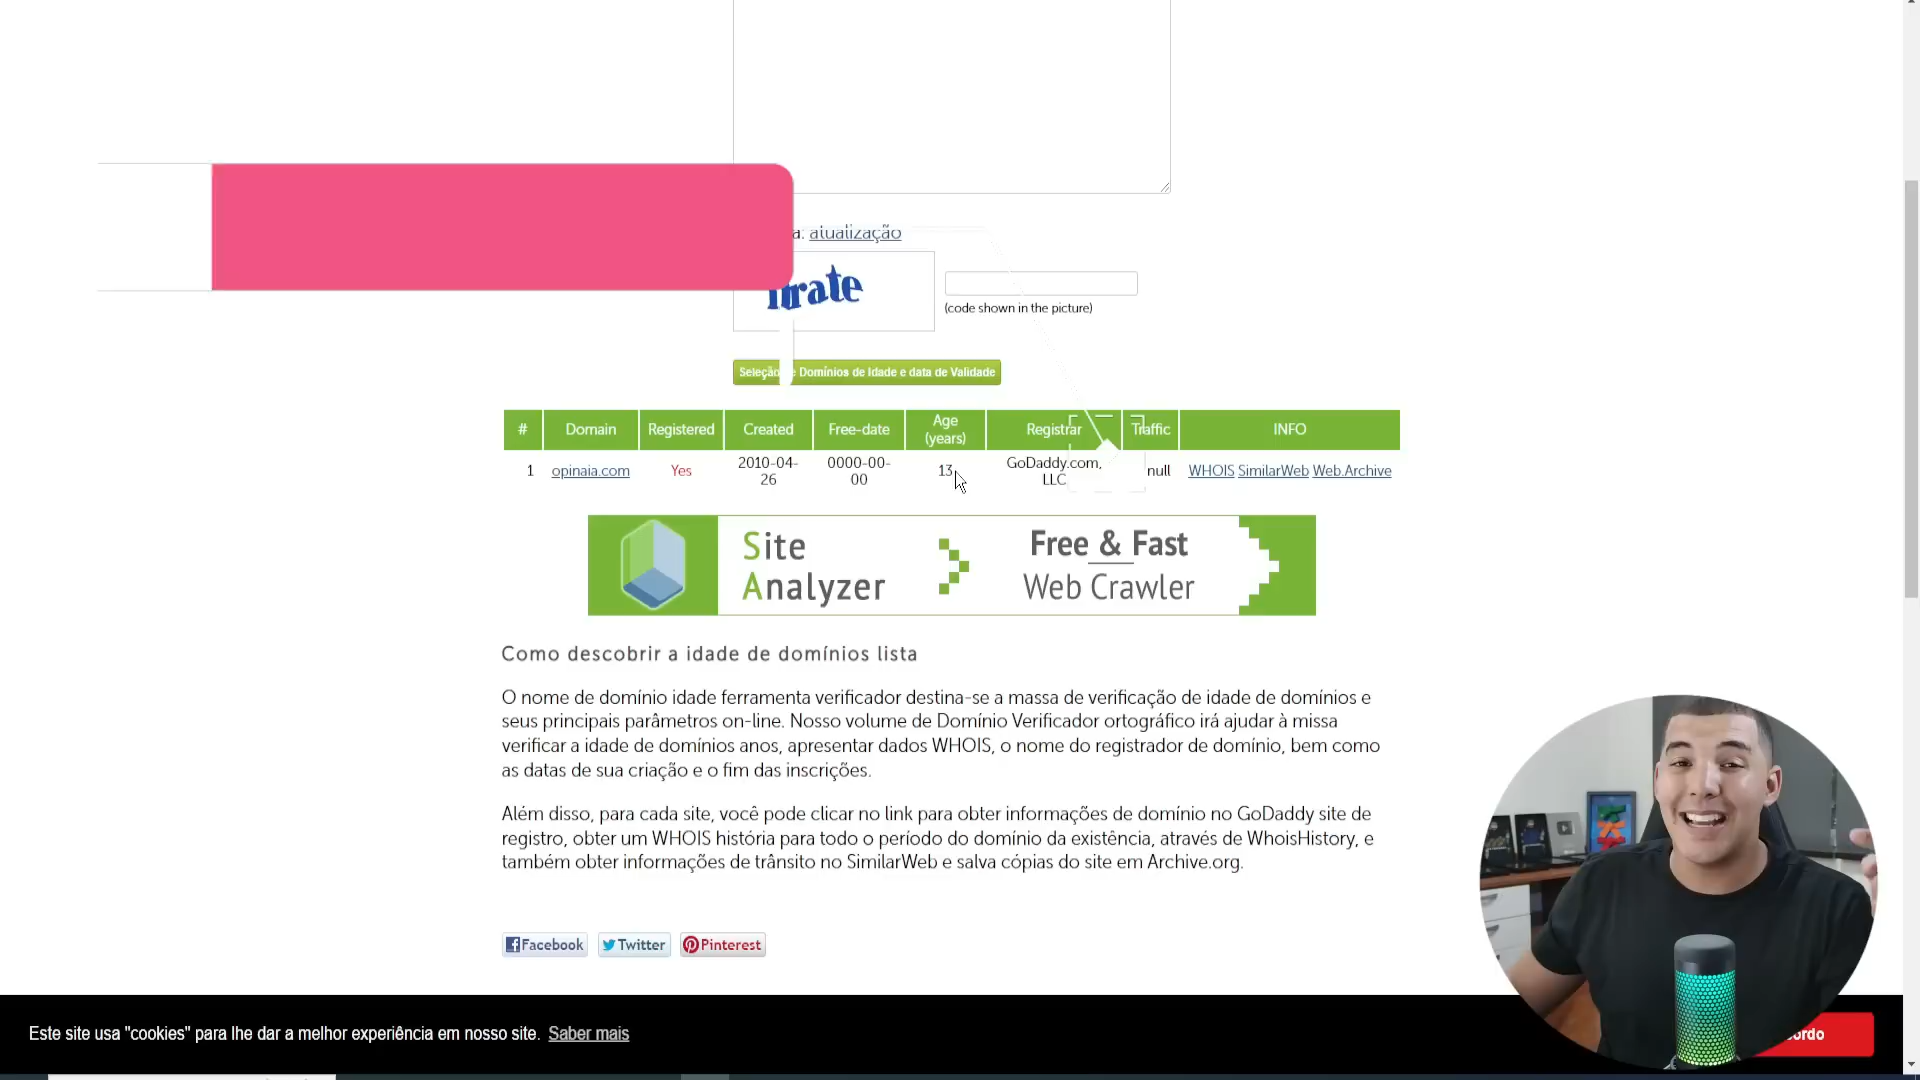 a: atualização
(code shown in the picture)
Domínios de Idade e data de Validade
# Domain Registered Created Free-date Age (years) Registrar Traffic INFO
1 opinaia.com Yes 2010-04-26 0000-00-00 13 GoDaddy.com, LLC null WHOIS SimilarWeb Web.Archive
Site Analyzer
Free & Fast
Web Crawler
Como descobrir a idade de domínios lista
O nome de domínio idade ferramenta verificador destina-se a massa de verificação de idade de domínios e
seus principais parâmetros on-line. Nosso volume de Domínio Verificador ortográfico irá ajudar à missa
verificar a idade de domínios anos, apresentar dados WHOIS, o nome do registrador de domínio, bem como
as datas de sua criação e o fim das inscrições.
Além disso, para cada site, você pode clicar no link para obter informações de domínio no GoDaddy site de
registro, obter um WHOIS história para todo o período do domínio da existência, através de WhoisHistory, e
também obter informações de trânsito no SimilarWeb e salva cópias do site em Archive.org.
Facebook Twitter Pinterest
Este site usa "cookies" para lhe dar a melhor experiência em nosso site. Saber mais